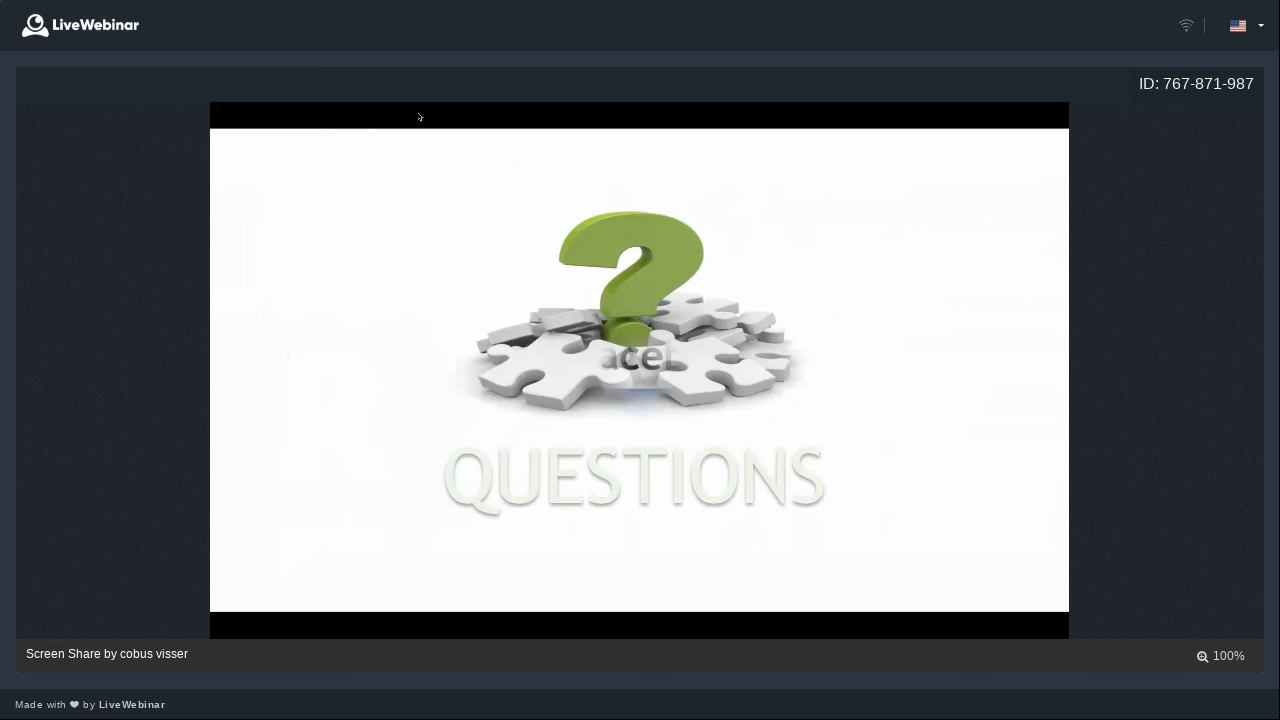 LiveWebinar
ID: 767-871-987
QUESTIONS
Screen Share by cobus visser
100%
Made with by LiveWebinar